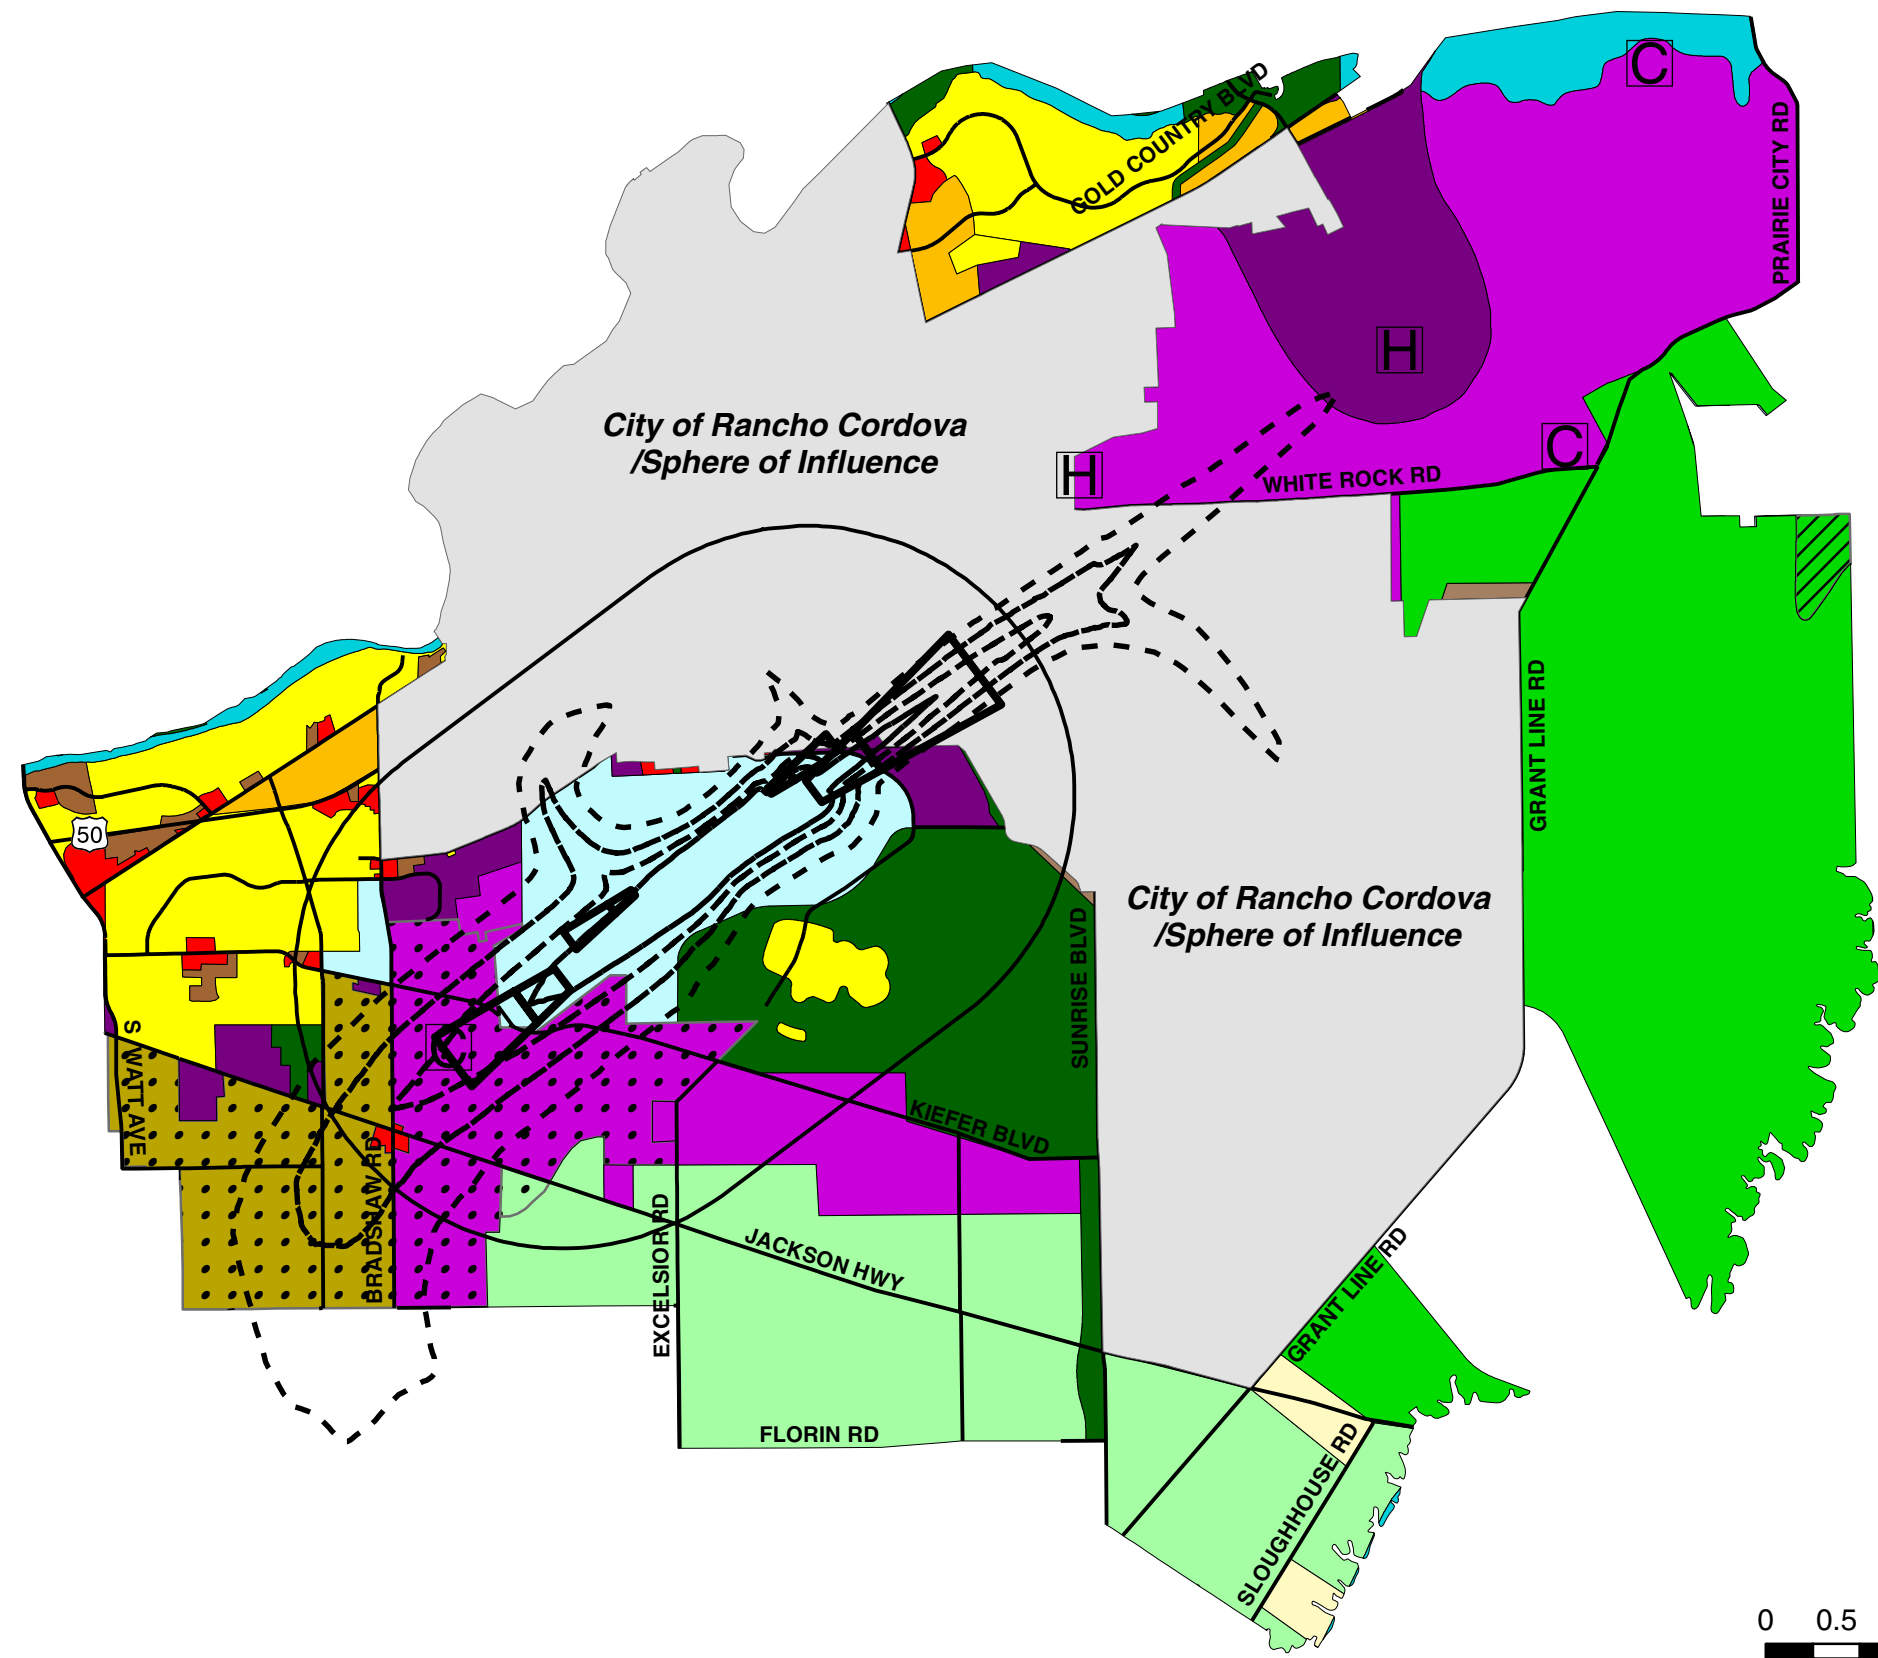 C
GOLD COUNTRY BLVD
PRAIRIE CITY RD
H
City of Rancho Cordova
/Sphere of Influence
C
H
WHITE ROCK RD
GRANT LINE RD
50
City of Rancho Cordova
/Sphere of Influence
SUNRISE BLVD
S WATT AVE
C
KIEFER BLVD
BRADSHAW RD
EXCELSIOR RD
JACKSON HWY
GRANT LINE RD
FLORIN RD
SLOUGHHOUSE RD
0 0.5